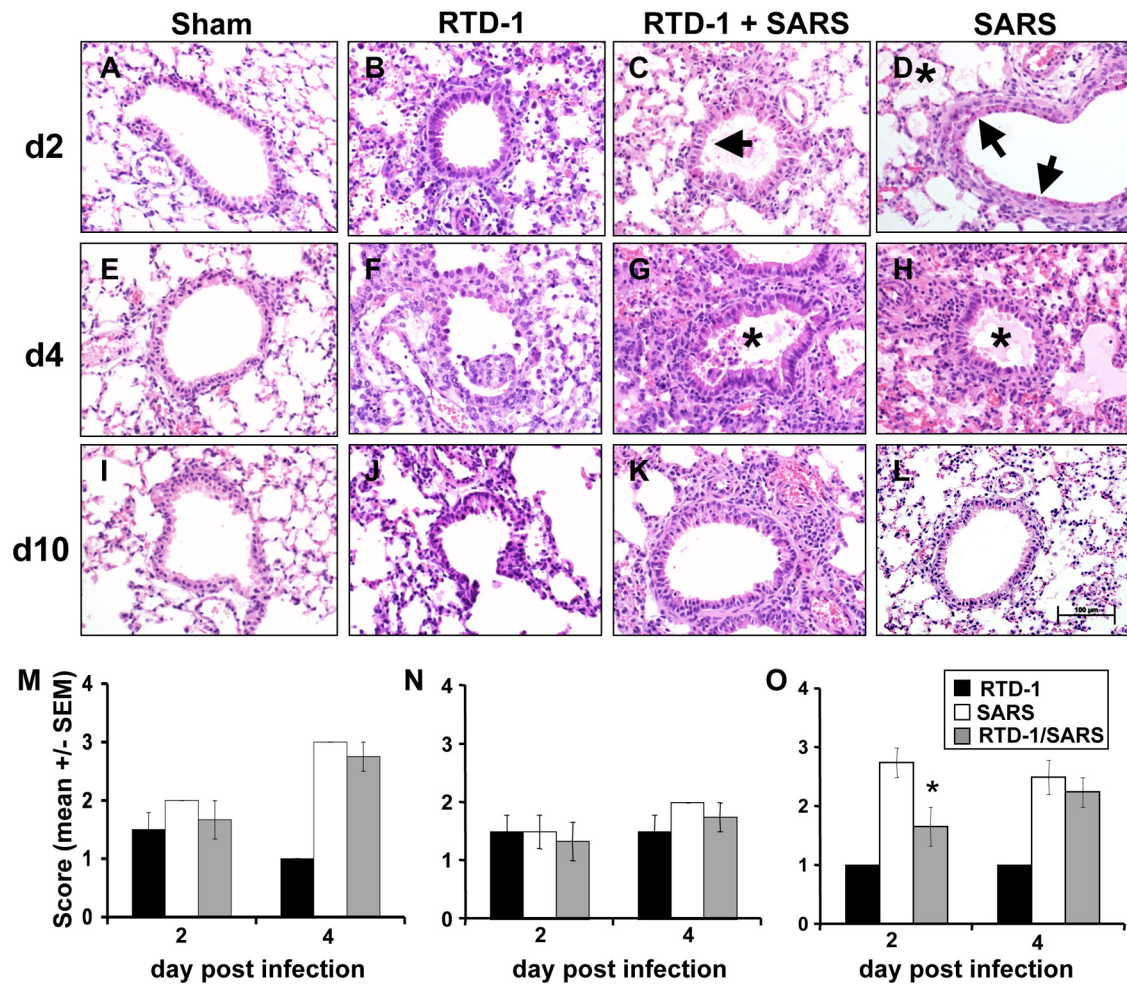 Sham RTD-1 RTD-1 + SARS SARS
A B C D *
d2
E F G H
* *
d4
I J K L
d10
100 µm
M N O
4 4 4
3 3 3
2 2 2
1 1 1
0 0 0
Score (mean +/- SEM)
RTD-1
SARS
RTD-1/SARS
*
2 4 2 4 2 4
day post infection day post infection day post infection